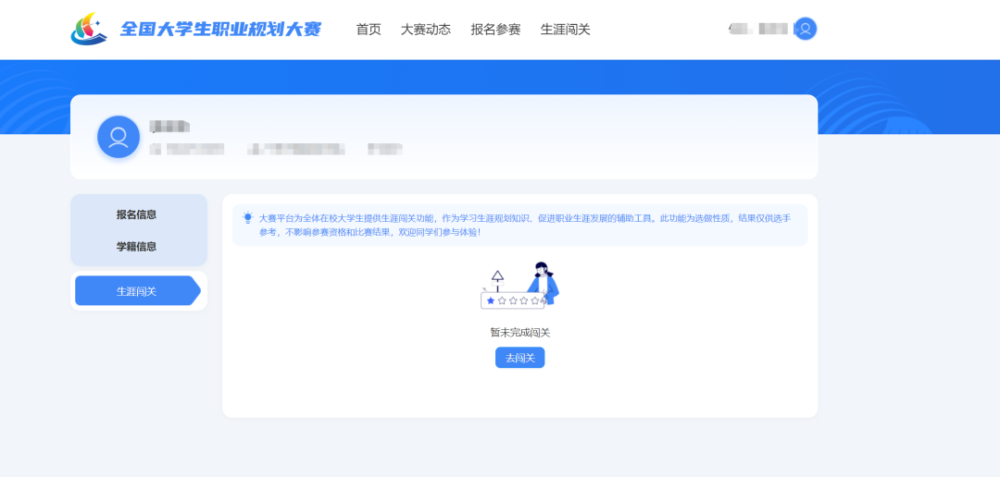 全国大学生职业规划大赛
首页 大赛动态 报名参赛 生涯闯关
报名信息
学籍信息
生涯闯关
大赛平台为全体在校大学生提供生涯闯关功能，作为学习生涯规划知识、促进职业生涯发展的辅助工具。此功能为选做性质，结果仅供选手
参考，不影响参赛资格和比赛结果，欢迎同学们参与体验！
暂未完成闯关
去闯关